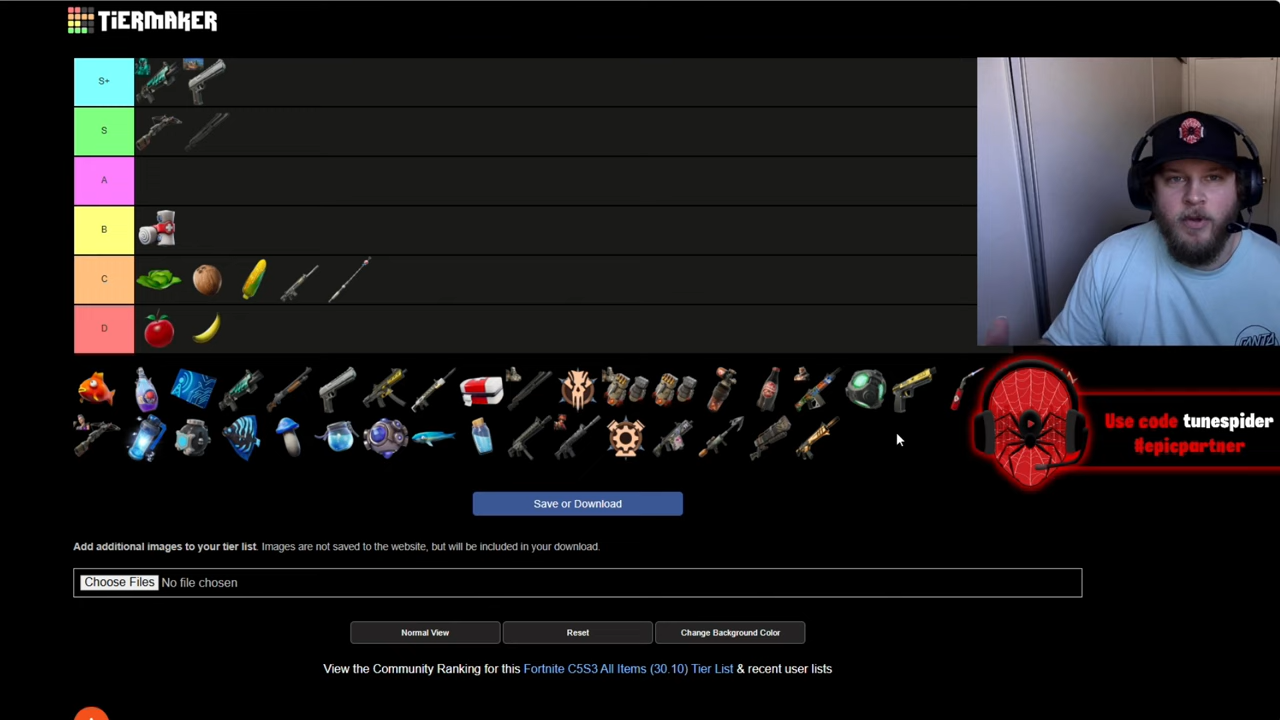 TiERMAKER
S+
S
A
B
C
D
Use code tunespider
#epicpartner
Save or Download
Add additional images to your tier list. Images are not saved to the website, but will be included in your download.
Choose Files No file chosen
Normal View
Reset
Change Background Color
View the Community Ranking for this Fortnite C5S3 All Items (30.10) Tier List & recent user lists